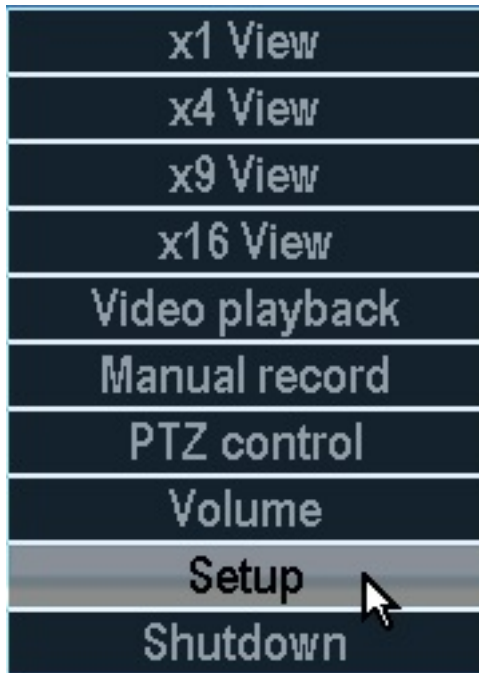 x1 View
x4 View
x9 View
x16 View
Video playback
Manual record
PTZ control
Volume
Setup
Shutdown